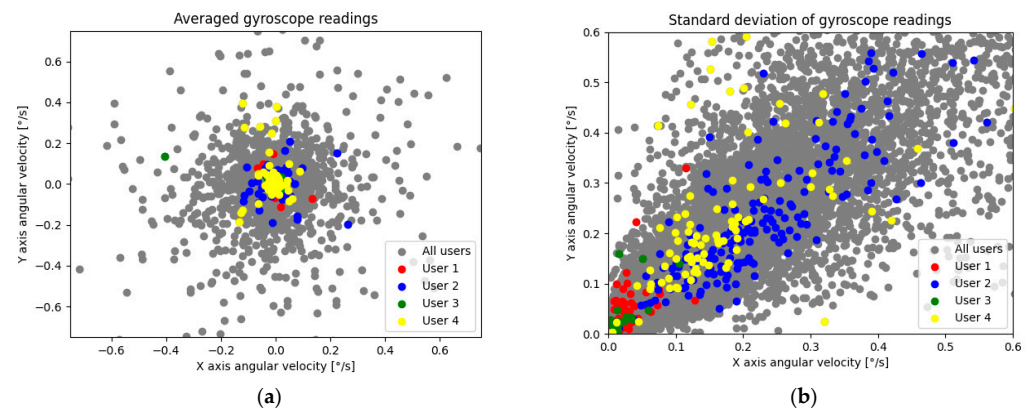 Averaged gyroscope readings
Y axis angular velocity [°/s]
0.6
0.4
0.2
0.0
−0.2
−0.4
−0.6
−0.6 −0.4 −0.2 0.0 0.2 0.4 0.6
X axis angular velocity [°/s]
All users
User 1
User 2
User 3
User 4
(a)
Standard deviation of gyroscope readings
Y axis angular velocity [°/s]
0.6
0.5
0.4
0.3
0.2
0.1
0.0
0.0 0.1 0.2 0.3 0.4 0.5 0.6
X axis angular velocity [°/s]
All users
User 1
User 2
User 3
User 4
(b)